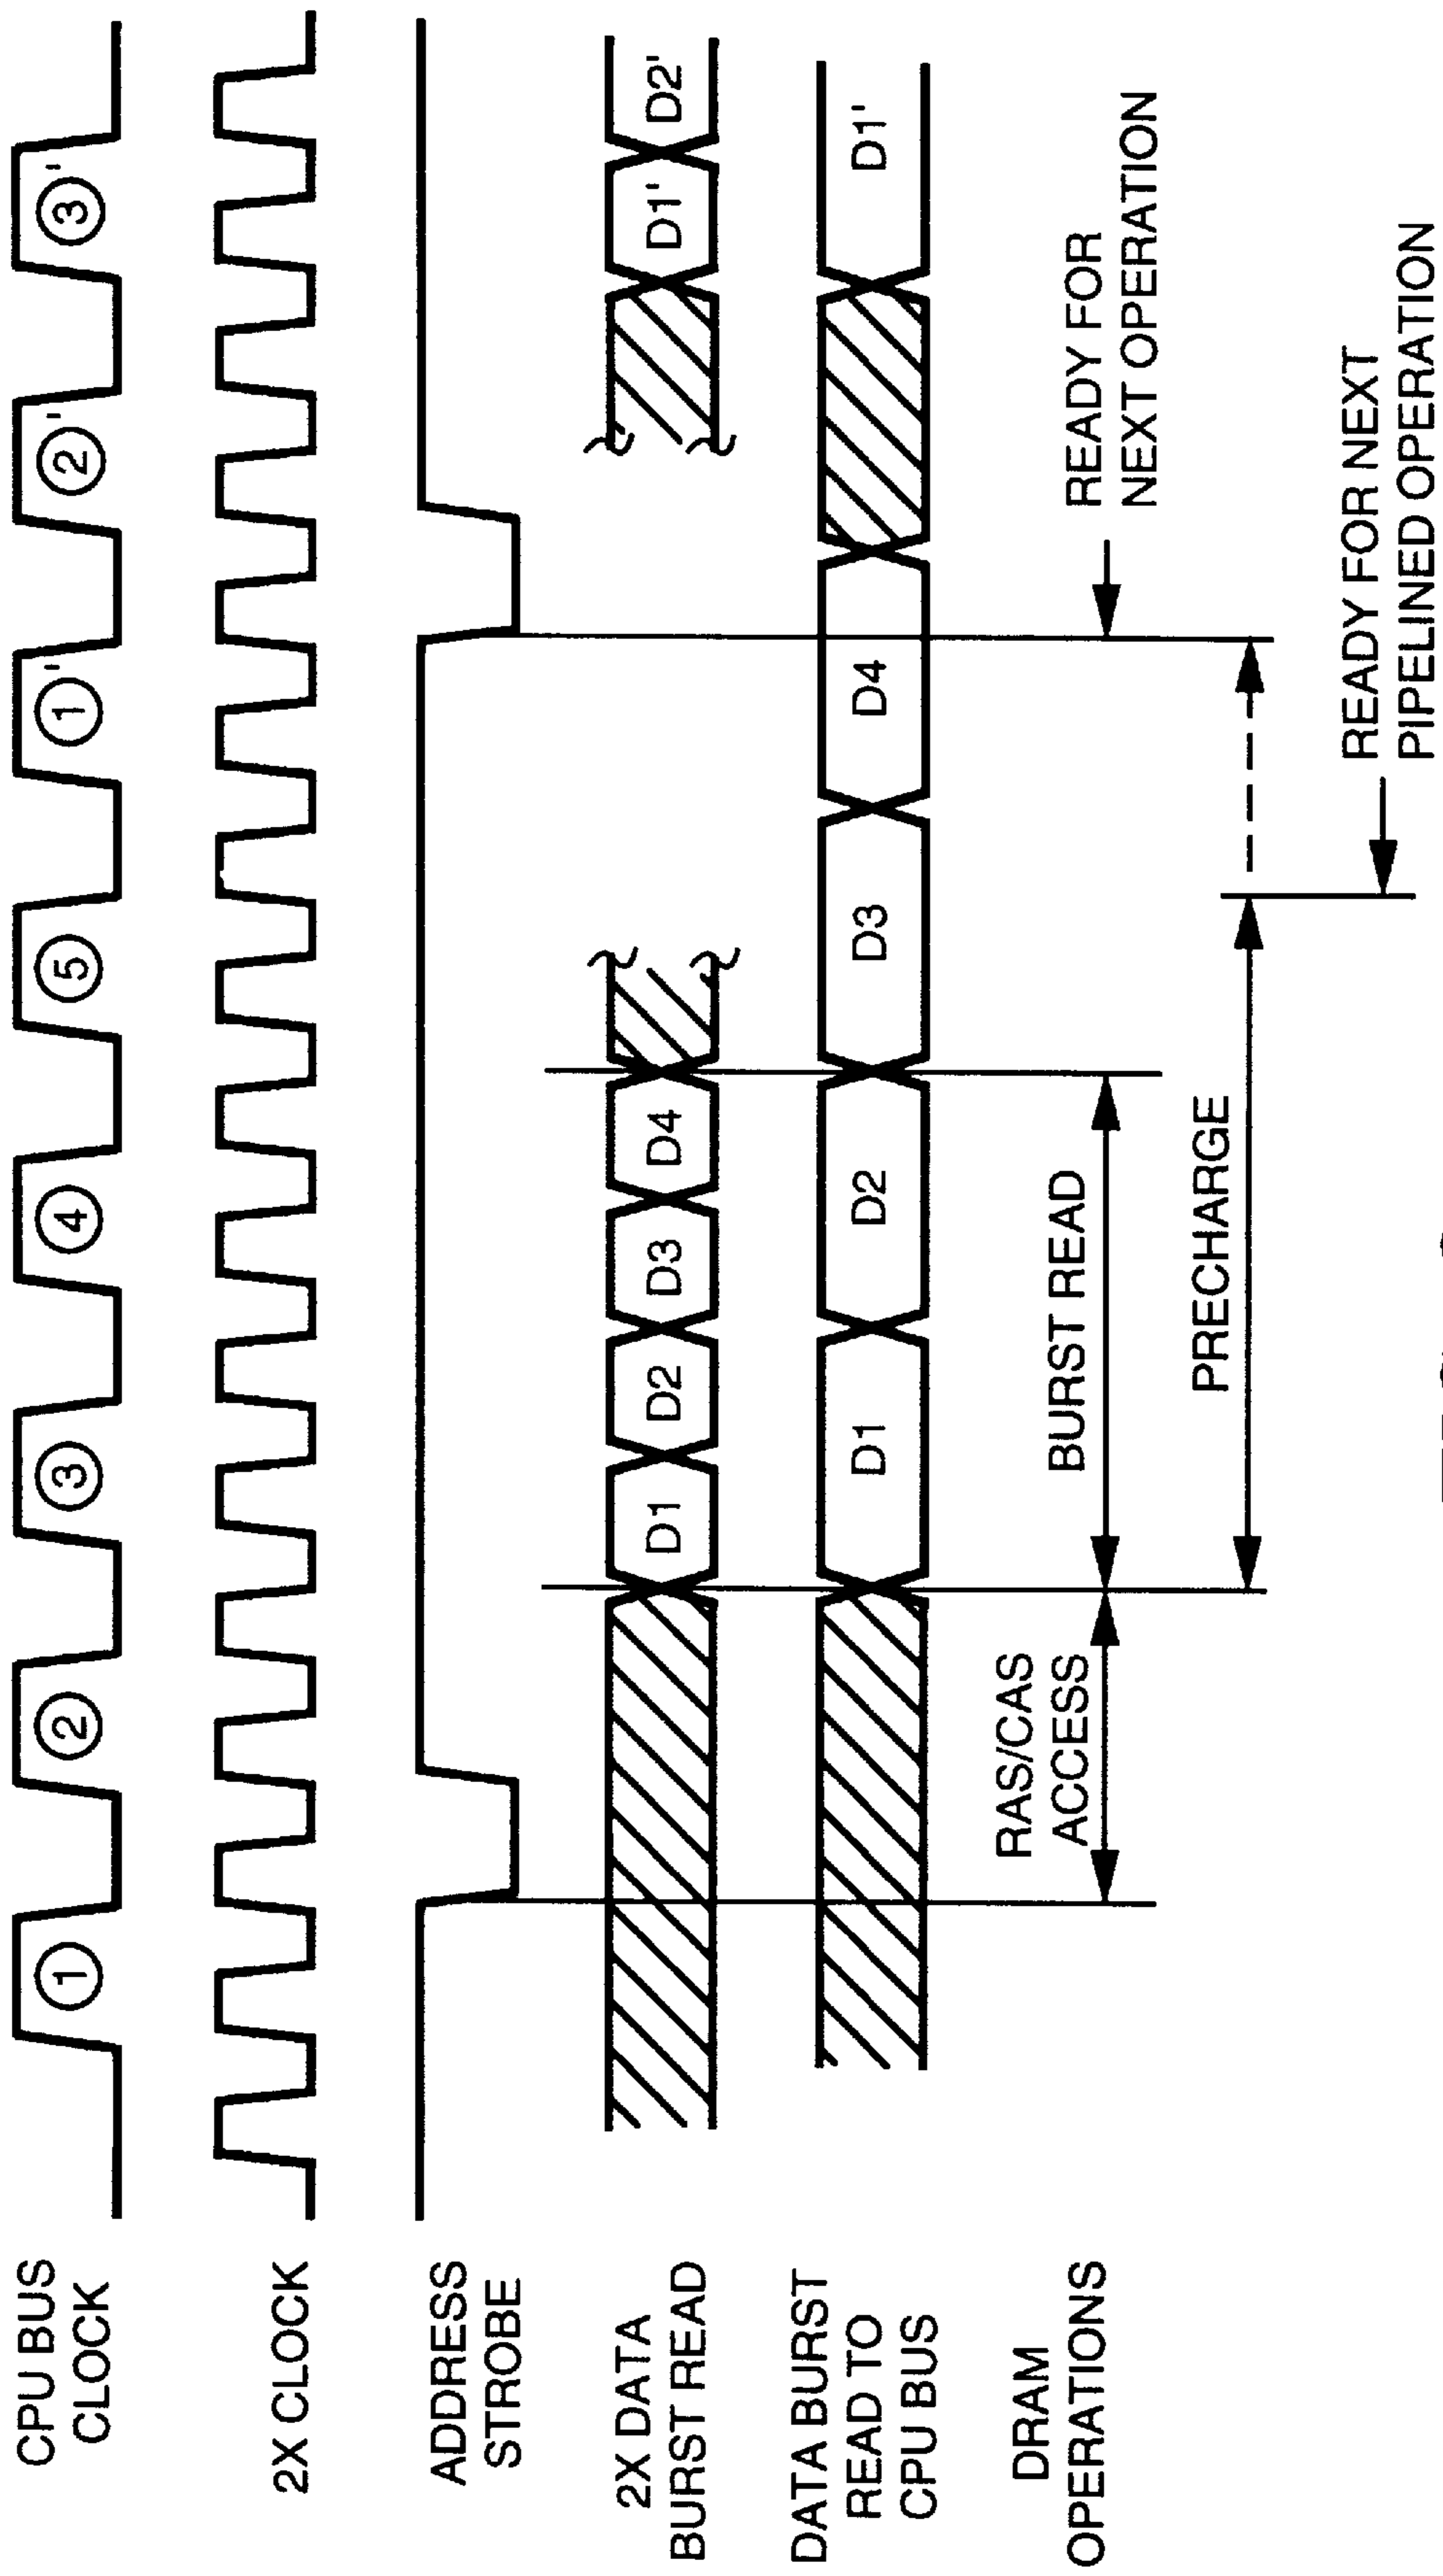 CPU BUS
CLOCK
① ② ③ ④ ⑤ ①' ②' ③'
2X CLOCK
ADDRESS
STROBE
2X DATA
BURST READ
D1 D2 D3 D4 D1' D2'
DATA BURST
READ TO
CPU BUS
D1 D2 D3 D4 D1'
DRAM
OPERATIONS
RAS/CAS
ACCESS
BURST READ
READY FOR
NEXT OPERATION
PRECHARGE
READY FOR NEXT
PIPELINED OPERATION